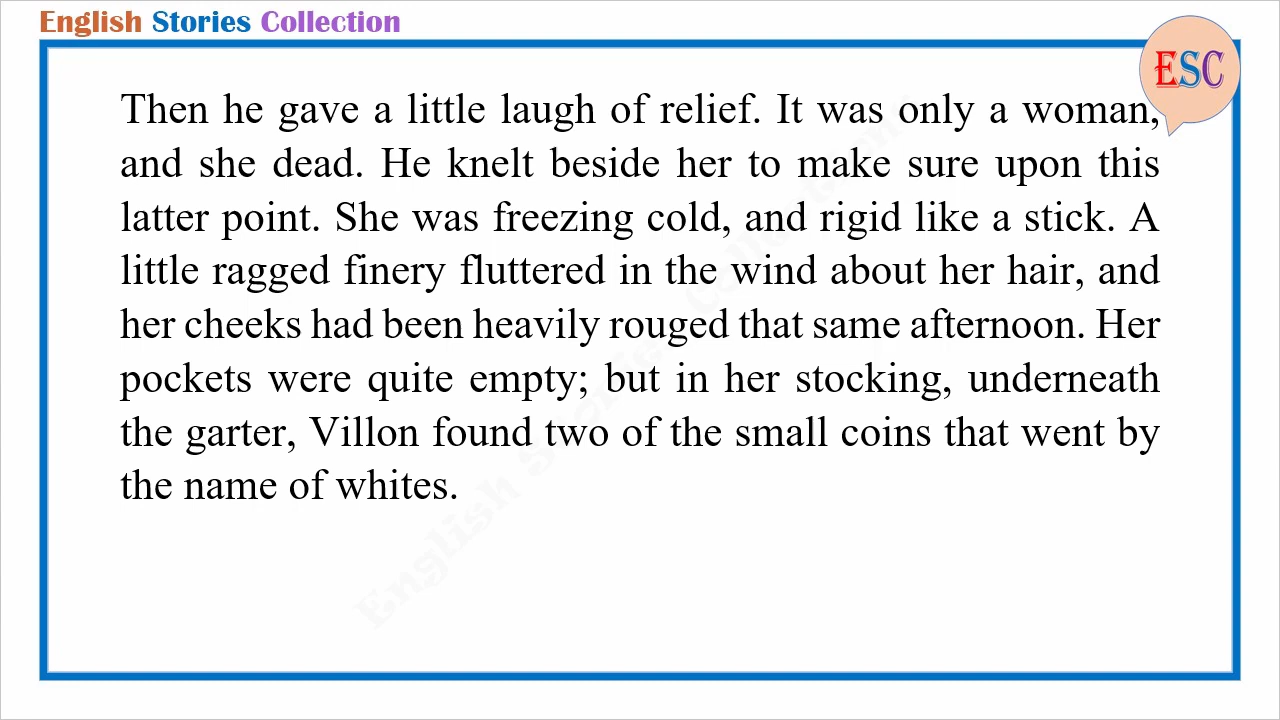 English Stories Collection
ESC
Then he gave a little laugh of relief. It was only a woman,
and she dead. He knelt beside her to make sure upon this
latter point. She was freezing cold, and rigid like a stick. A
little ragged finery fluttered in the wind about her hair, and
her cheeks had been heavily rouged that same afternoon. Her
pockets were quite empty; but in her stocking, underneath
the garter, Villon found two of the small coins that went by
the name of whites.
English Stories Collections